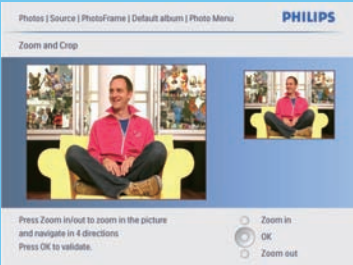 Photos | Source | PhotoFrame | Default album | Photo Menu
PHILIPS
Zoom and Crop
Press Zoom in/out to zoom in the picture
and navigate in 4 directions
Press OK to validate.
Zoom in
OK
Zoom out